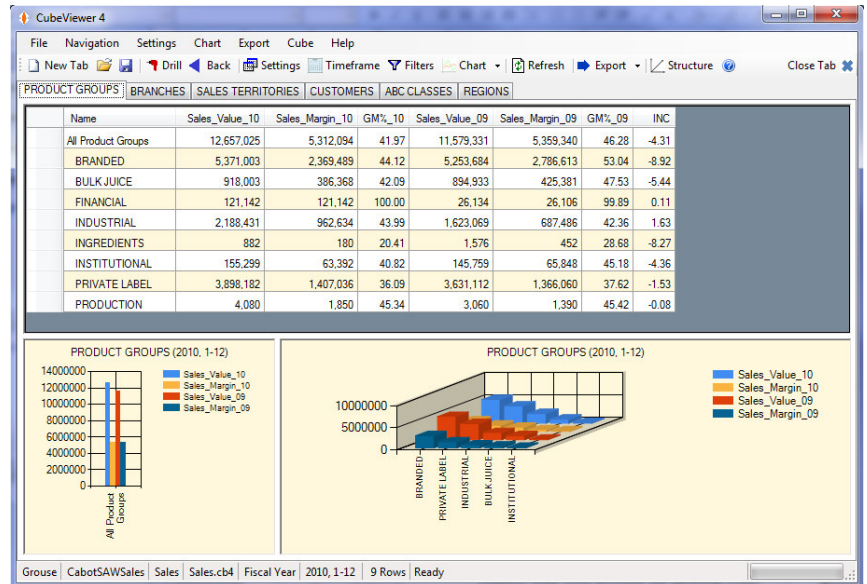 CubeViewer 4
File Navigation Settings Chart Export Cube Help
New Tab Drill Back Settings Timeframe Filters Chart Refresh Export Structure Close Tab
PRODUCT GROUPS BRANCHES SALES TERRITORIES CUSTOMERS ABC CLASSES REGIONS
Name Sales_Value_10 Sales_Margin_10 GM%_10 Sales_Value_09 Sales_Margin_09 GM%_09 INC
All Product Groups 12,657,025 5,312,094 41.97 11,579,331 5,359,340 46.28 -4.31
BRANDED 5,371,003 2,369,489 44.12 5,253,684 2,786,613 53.04 -8.92
BULK JUICE 918,003 386,368 42.09 894,933 425,381 47.53 -5.44
FINANCIAL 121,142 121,142 100.00 26,134 26,106 99.89 0.11
INDUSTRIAL 2,188,431 962,634 43.99 1,623,069 687,486 42.36 1.63
INGREDIENTS 882 180 20.41 1,576 452 28.68 -8.27
INSTITUTIONAL 155,299 63,392 40.82 145,759 65,848 45.18 -4.36
PRIVATE LABEL 3,898,182 1,407,036 36.09 3,631,112 1,366,060 37.62 -1.53
PRODUCTION 4,080 1,850 45.34 3,060 1,390 45.42 -0.08
PRODUCT GROUPS (2010, 1-12)
14000000
12000000
10000000
8000000
6000000
4000000
2000000
0
All Product
Groups
Sales_Value_10
Sales_Margin_10
Sales_Value_09
Sales_Margin_09
PRODUCT GROUPS (2010, 1-12)
10000000
5000000
0
BRANDED
PRIVATE LABEL
INDUSTRIAL
BULK JUICE
INSTITUTIONAL
Sales_Value_10
Sales_Margin_10
Sales_Value_09
Sales_Margin_09
Grouse CabotSAWSales Sales Sales.cb4 Fiscal Year 2010, 1-12 9 Rows Ready